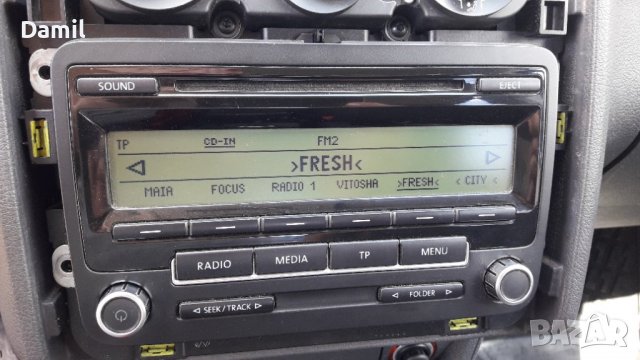 Damil
SOUND
EJECT
TP CD-IN FM2
>FRESH<
MAIA FOCUS RADIO 1 VITOSHA >FRESH< < CITY <
RADIO MEDIA TP MENU
SEEK / TRACK FOLDER
BAZAR